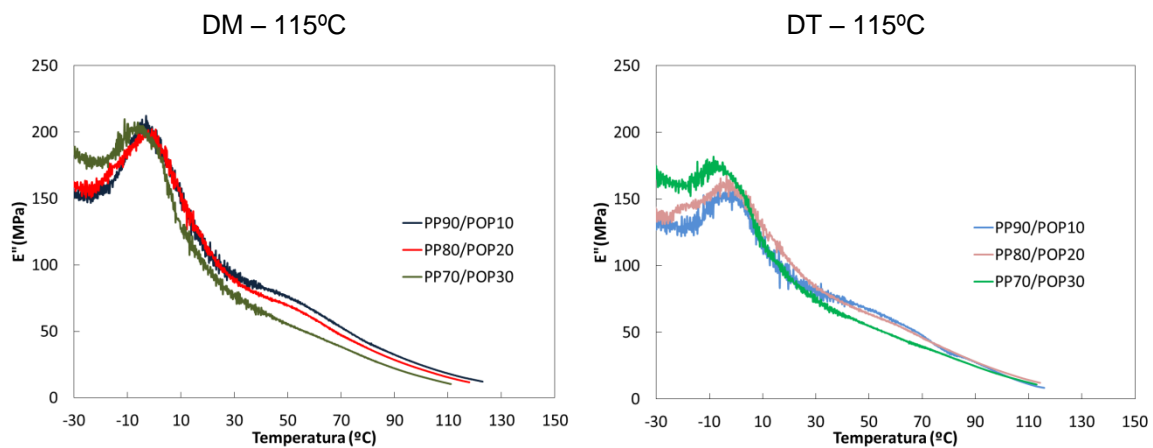 DM – 115ºC
250
200
150
100
50
0
E" (MPa)
-30 -10 10 30 50 70 90 110 130 150
Temperatura (ºC)
PP90/POP10
PP80/POP20
PP70/POP30
DT – 115ºC
250
200
150
100
50
0
E" (MPa)
-30 -10 10 30 50 70 90 110 130 150
Temperatura (ºC)
PP90/POP10
PP80/POP20
PP70/POP30